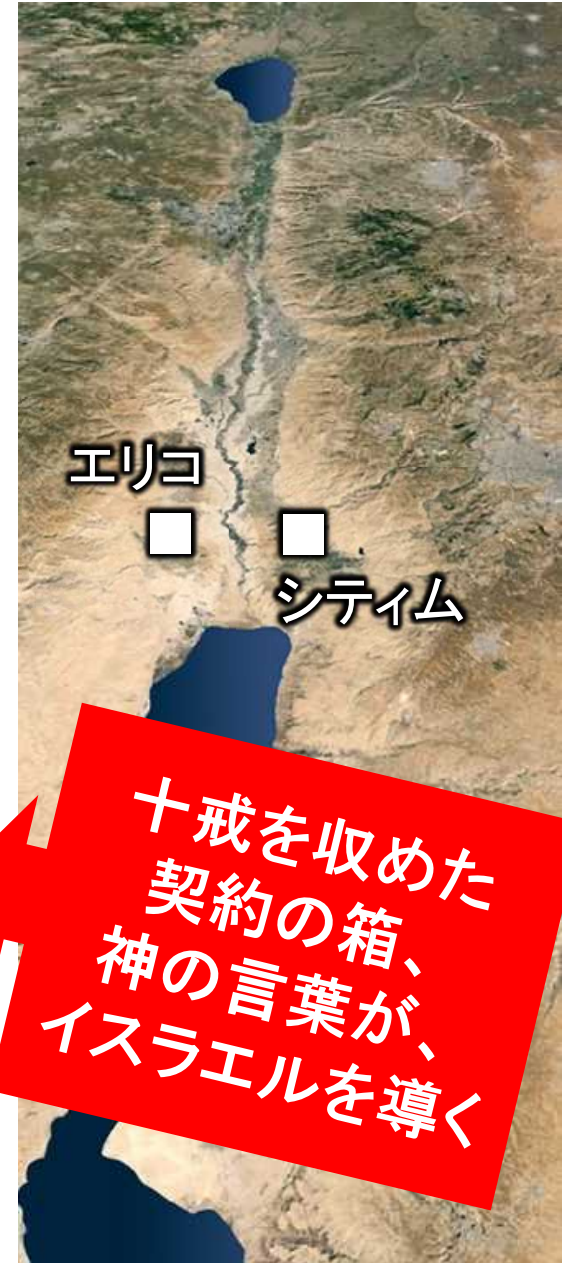 エリコ
シティム
十戒を収めた
契約の箱、
神の言葉が、
イスラエルを導く